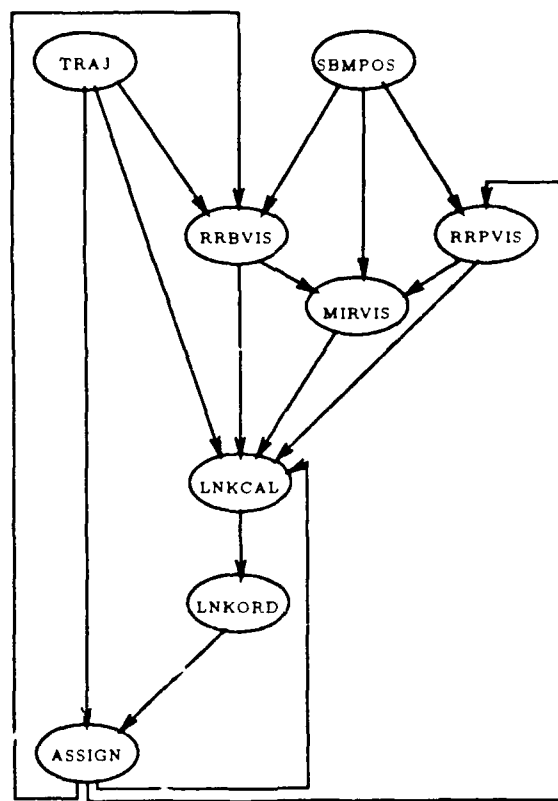 TRAJ
SBMPOS
RRBVIS
RRPVIS
MIRVIS
LNKCAL
LNKORD
ASSIGN